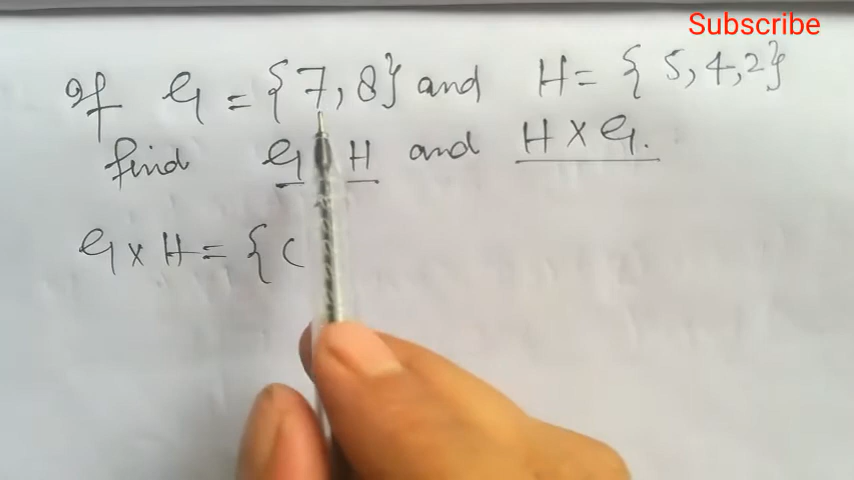 Subscribe
If G = {7, 8} and H = { 5, 4, 2}
find G H and H X G.
G x H = { (